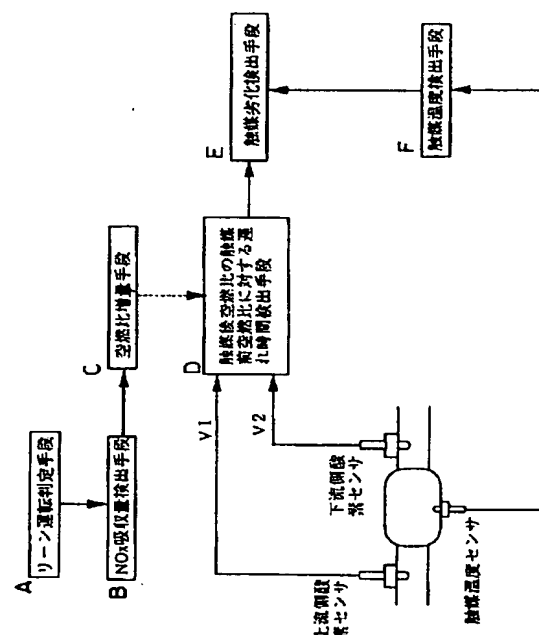 A
リーン運転判定手段
B
NOx吸収量検出手段
C
空燃比増量手段
D
触媒後空燃比の触媒
前空燃比に対する遅
れ時間検出手段
E
触媒劣化検出手段
F
触媒温度検出手段
V1
V2
上流側酸
素センサ
下流側酸
素センサ
触媒温度センサ